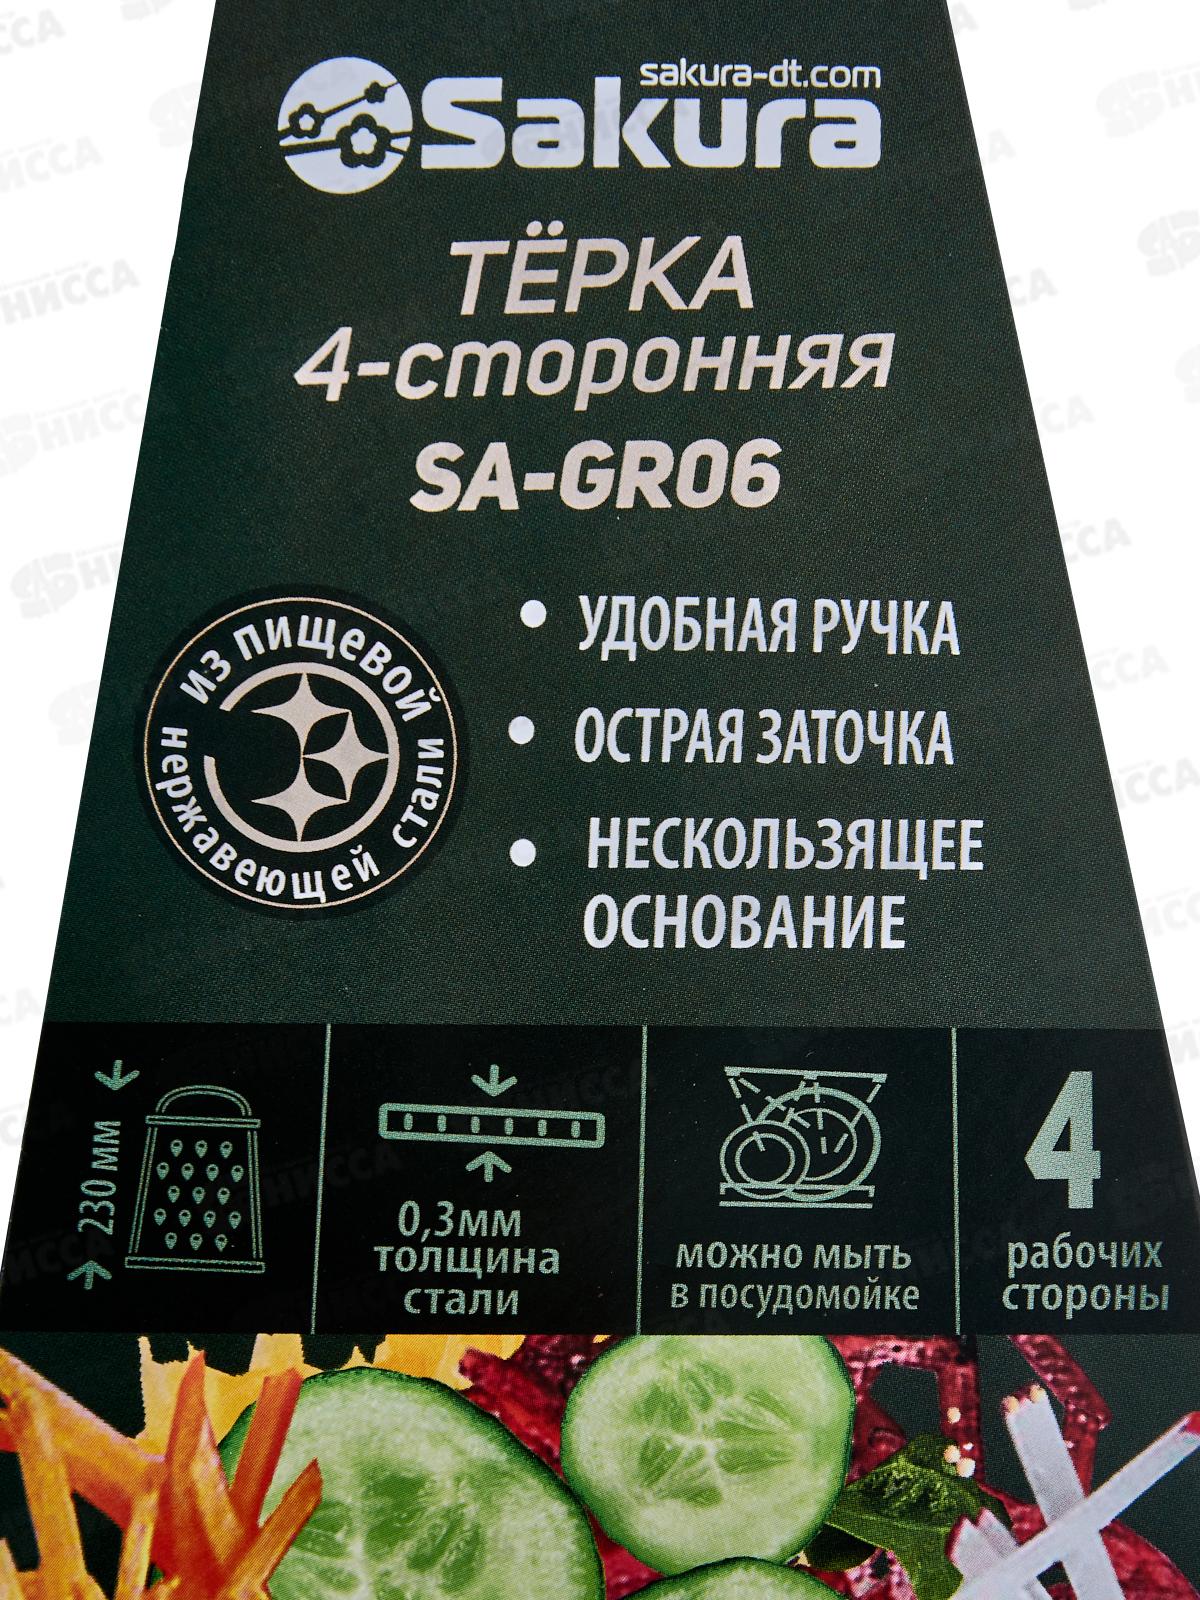 sakura-dt.com
Sakura
ТЁРКА
4-сторонняя
SA-GR06
из пищевой
нержавеющей стали
• УДОБНАЯ РУЧКА
• ОСТРАЯ ЗАТОЧКА
• НЕСКОЛЬЗЯЩЕЕ
ОСНОВАНИЕ
230 мм
0,3мм
толщина
стали
можно мыть
в посудомойке
4
рабочих
стороны
НИССА